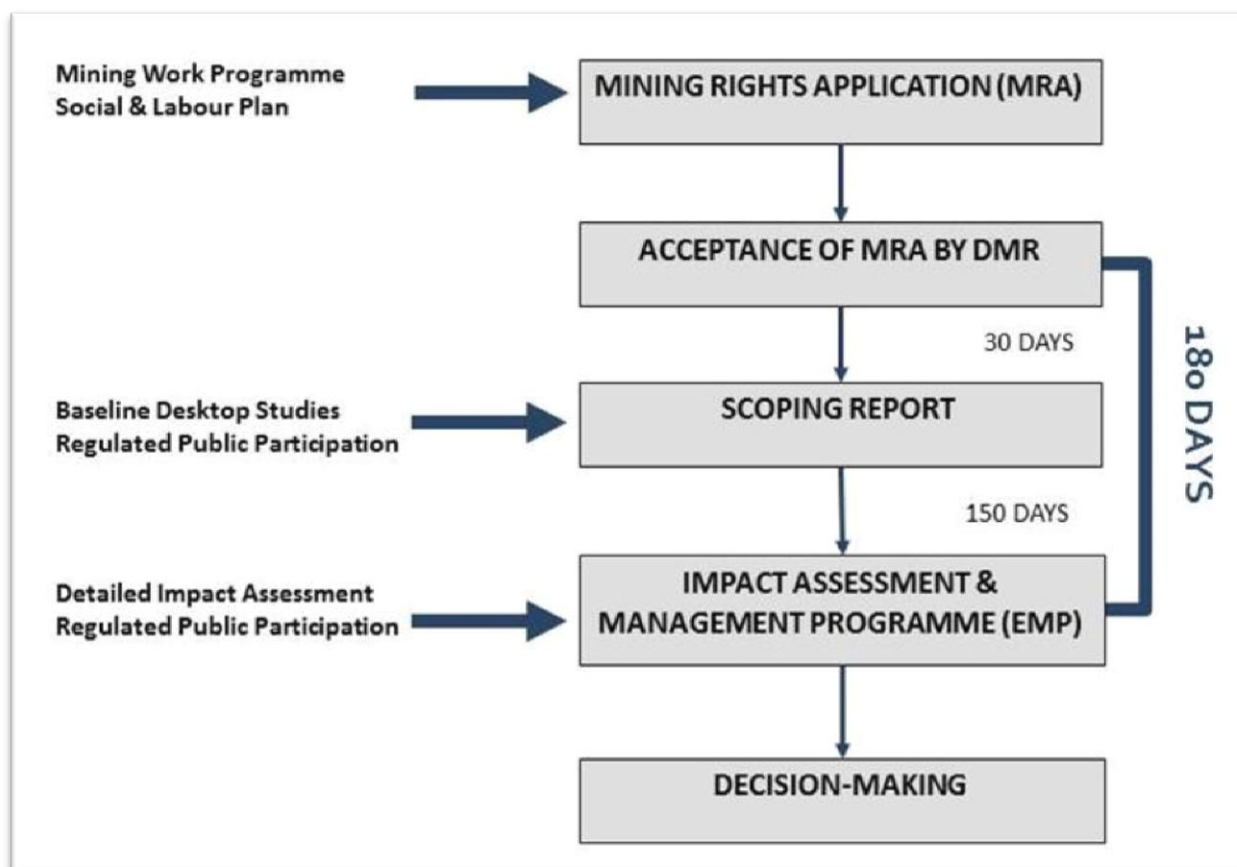 Mining Work Programme
Social & Labour Plan
MINING RIGHTS APPLICATION (MRA)
ACCEPTANCE OF MRA BY DMR
30 DAYS
Baseline Desktop Studies
Regulated Public Participation
SCOPING REPORT
150 DAYS
180 DAYS
Detailed Impact Assessment
Regulated Public Participation
IMPACT ASSESSMENT &
MANAGEMENT PROGRAMME (EMP)
DECISION-MAKING